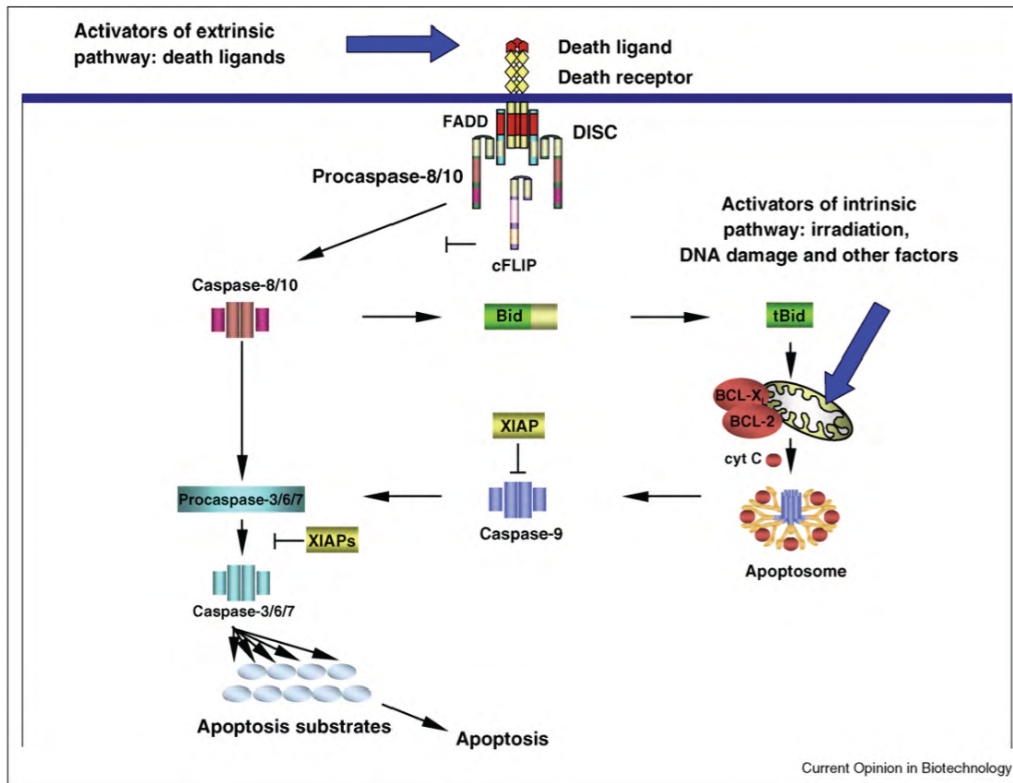 Activators of extrinsic
pathway: death ligands
Death ligand
Death receptor
FADD
DISC
Procaspase-8/10
Activators of intrinsic
pathway: irradiation,
DNA damage and other factors
cFLIP
Caspase-8/10
Bid
tBid
BCL-XL
BCL-2
XIAP
cyt C
Procaspase-3/6/7
Caspase-9
XIAPs
Apoptosome
Caspase-3/6/7
Apoptosis substrates
Apoptosis
Current Opinion in Biotechnology